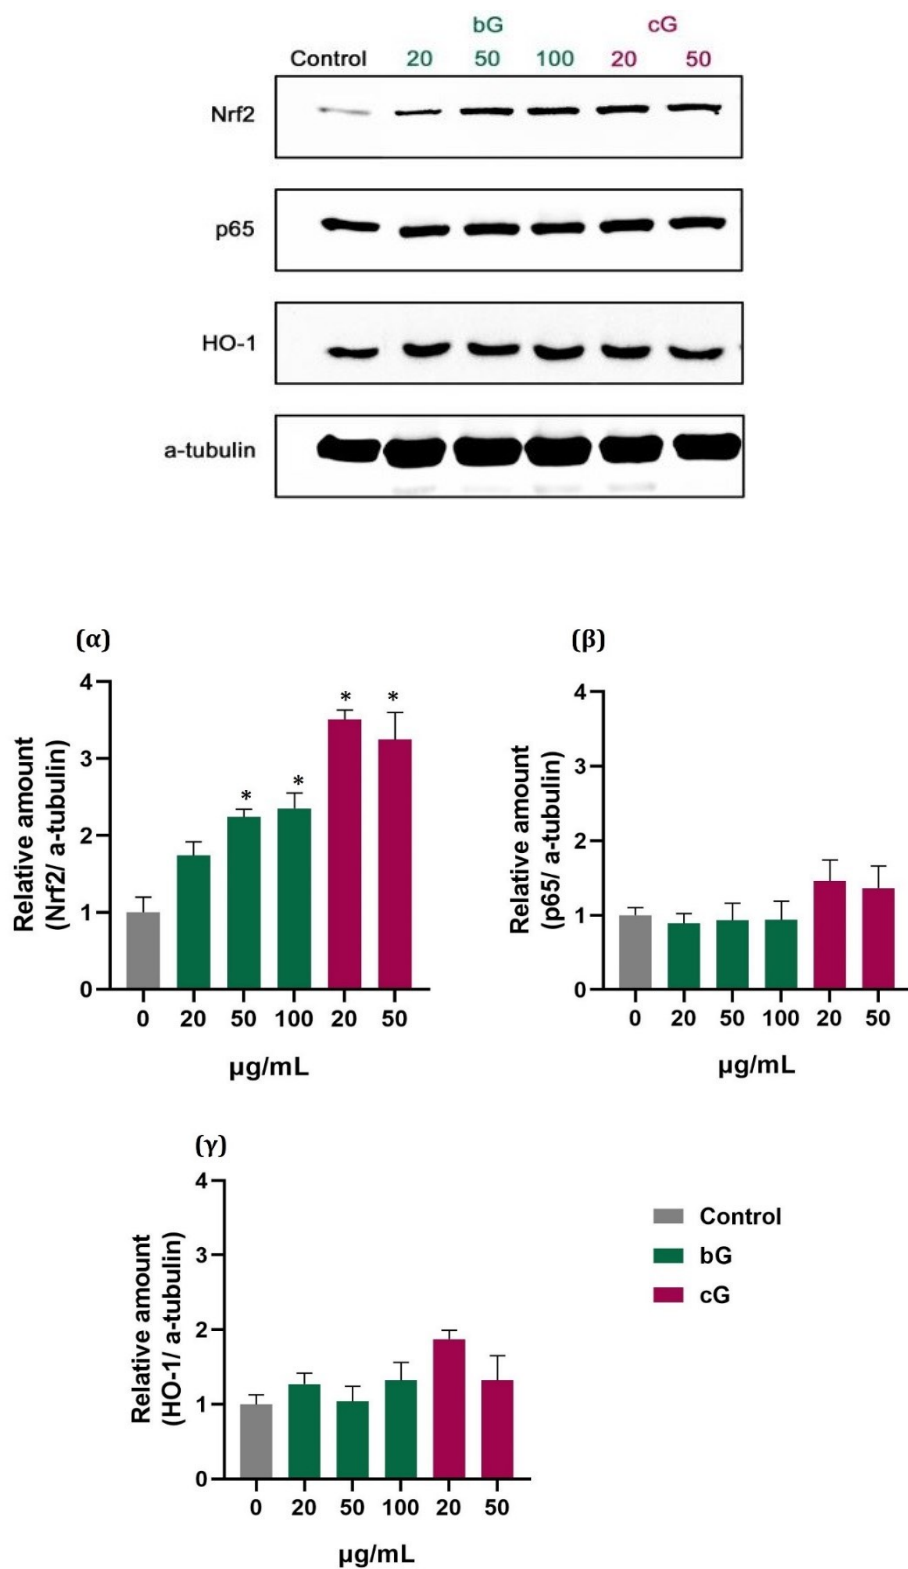 bG cG
Control 20 50 100 20 50
Nrf2
p65
HO-1
a-tubulin
(α)
Relative amount
(Nrf2/ a-tubulin)
4
3
2
1
0
* * * *
0 20 50 100 20 50
µg/mL
(β)
Relative amount
(p65/ a-tubulin)
4
3
2
1
0
0 20 50 100 20 50
µg/mL
(γ)
Relative amount
(HO-1/ a-tubulin)
4
3
2
1
0
0 20 50 100 20 50
µg/mL
Control
bG
cG